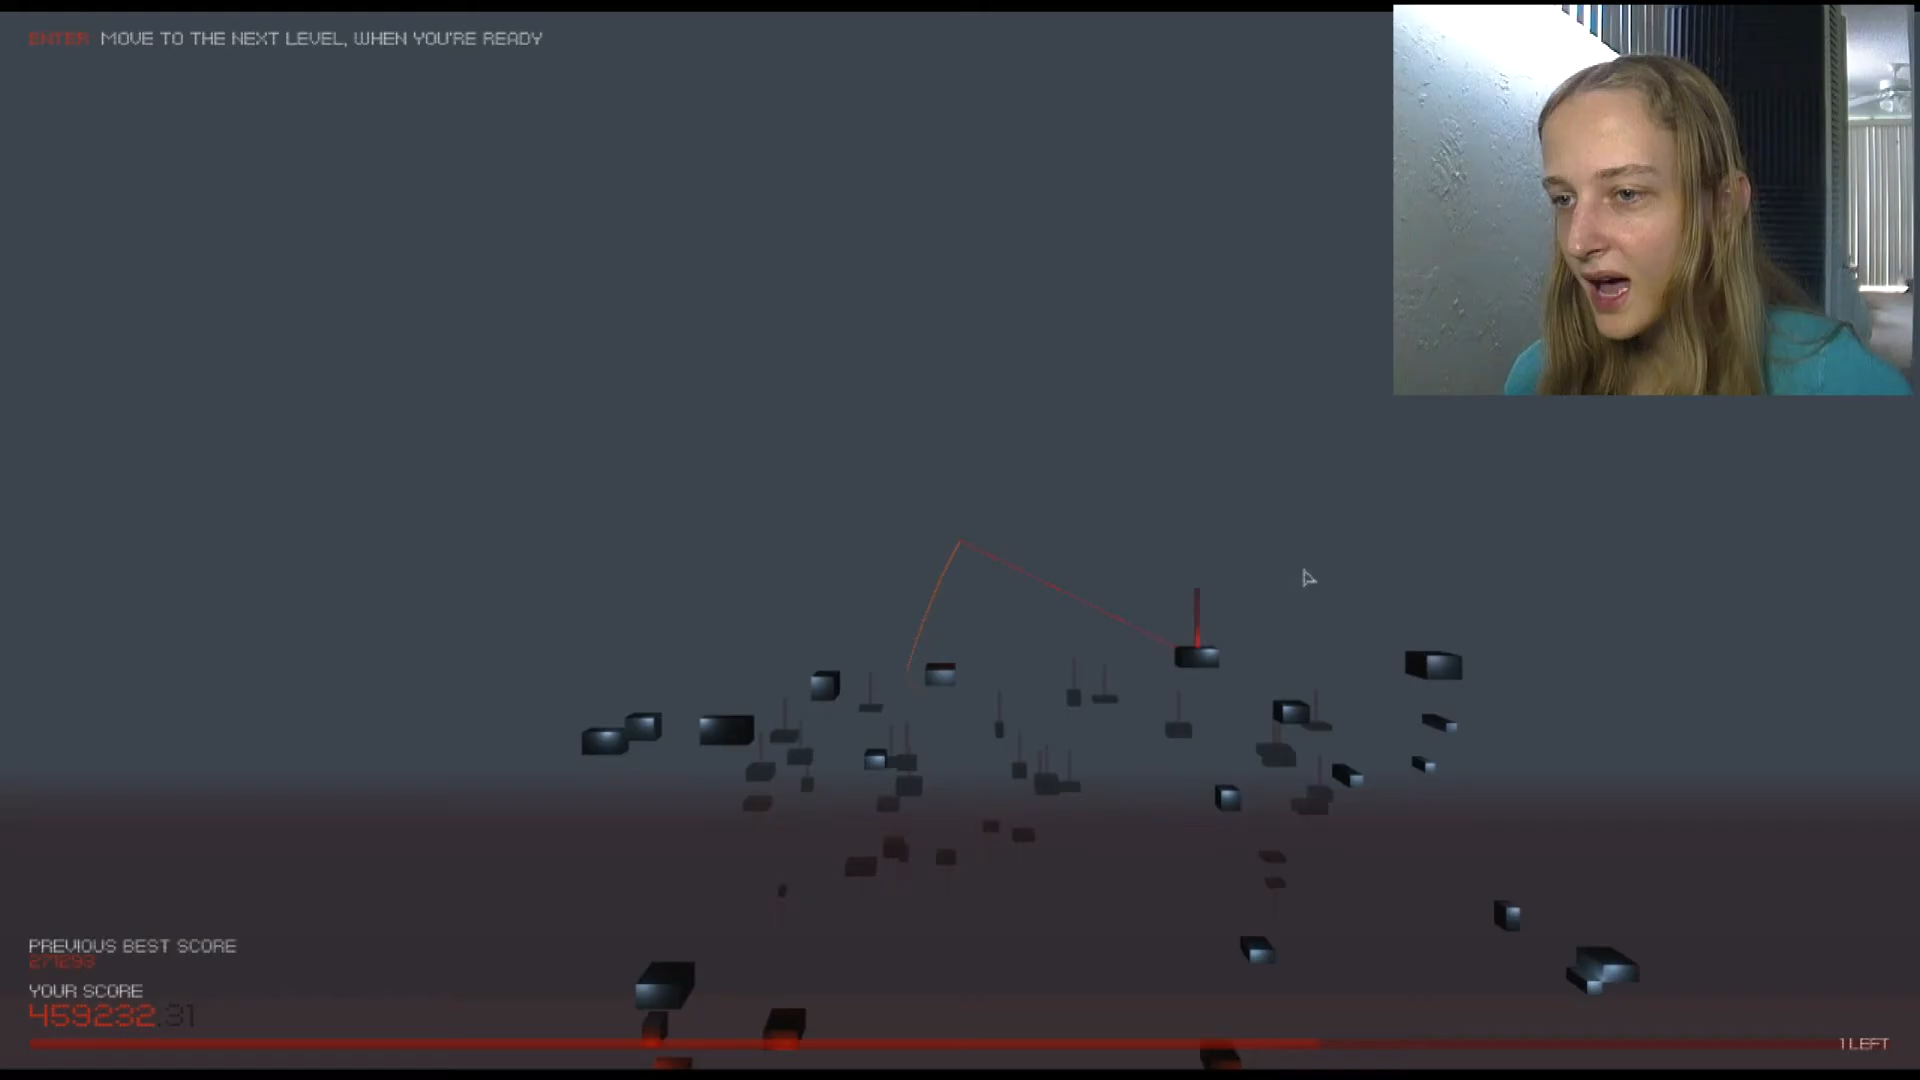 ENTER MOVE TO THE NEXT LEVEL, WHEN YOU'RE READY
PREVIOUS BEST SCORE
271293
YOUR SCORE
459232.31
1 LEFT